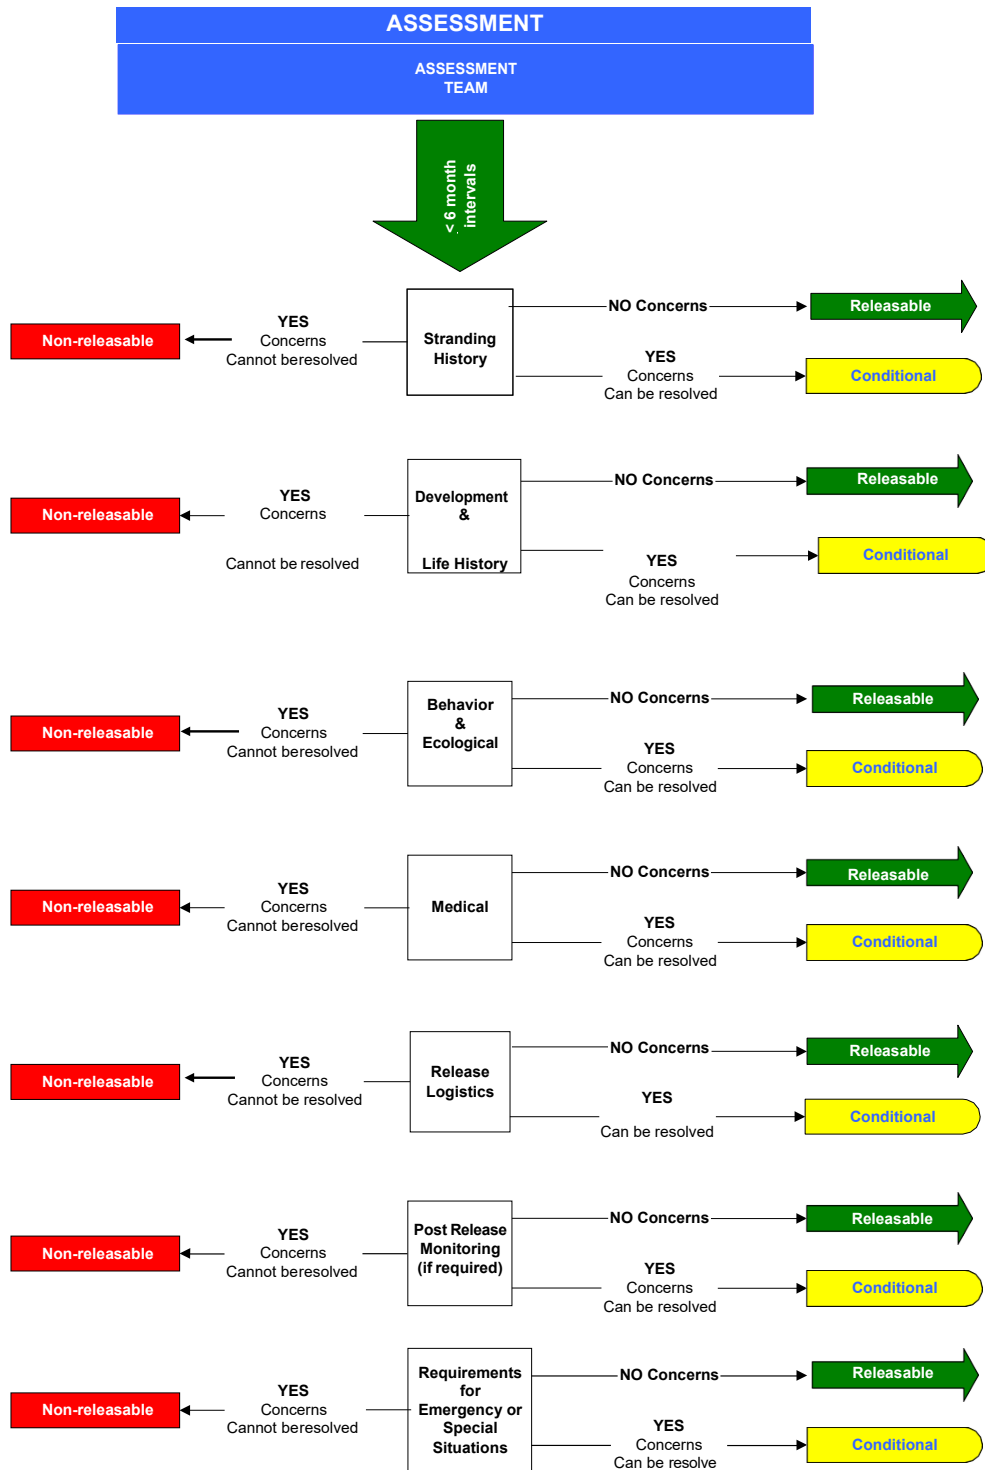 ASSESSMENT
ASSESSMENT
TEAM
< 6 month
intervals
Stranding
History
NO Concerns
Releasable
YES
Concerns
Cannot beresolved
Non-releasable
YES
Concerns
Can be resolved
Conditional
Development
&
Life History
NO Concerns
Releasable
YES
Concerns
Cannot be resolved
Non-releasable
YES
Concerns
Can be resolved
Conditional
Behavior
&
Ecological
NO Concerns
Releasable
YES
Concerns
Cannot beresolved
Non-releasable
YES
Concerns
Can be resolved
Conditional
Medical
NO Concerns
Releasable
YES
Concerns
Cannot beresolved
Non-releasable
YES
Concerns
Can be resolved
Conditional
Release
Logistics
NO Concerns
Releasable
YES
Concerns
Cannot be resolved
Non-releasable
YES
Can be resolved
Conditional
Post Release
Monitoring
(if required)
NO Concerns
Releasable
YES
Concerns
Cannot beresolved
Non-releasable
YES
Concerns
Can be resolved
Conditional
Requirements
for
Emergency or
Special
Situations
NO Concerns
Releasable
YES
Concerns
Cannot beresolved
Non-releasable
YES
Concerns
Can be resolve
Conditional